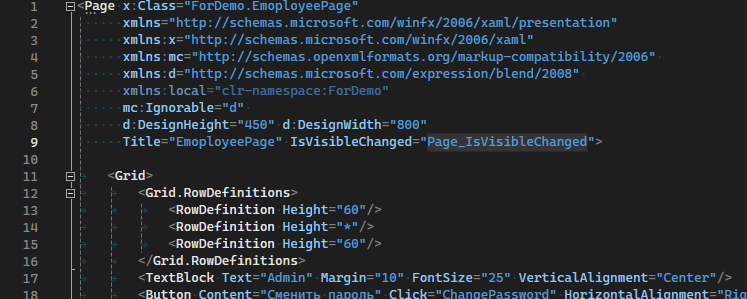 1 <Page x:Class="ForDemo.EmoployeePage"
2 xmlns="http://schemas.microsoft.com/winfx/2006/xaml/presentation"
3 xmlns:x="http://schemas.microsoft.com/winfx/2006/xaml"
4 xmlns:mc="http://schemas.openxmlformats.org/markup-compatibility/2006"
5 xmlns:d="http://schemas.microsoft.com/expression/blend/2008"
6 xmlns:local="clr-namespace:ForDemo"
7 mc:Ignorable="d"
8 d:DesignHeight="450" d:DesignWidth="800"
9 Title="EmoployeePage" IsVisibleChanged="Page_IsVisibleChanged">
10
11 <Grid>
12 <Grid.RowDefinitions>
13 <RowDefinition Height="60"/>
14 <RowDefinition Height="*"/>
15 <RowDefinition Height="60"/>
16 </Grid.RowDefinitions>
17 <TextBlock Text="Admin" Margin="10" FontSize="25" VerticalAlignment="Center"/>
18 <Button Content="Сменить пароль" Click="ChangePassword" HorizontalAlignment="Rig